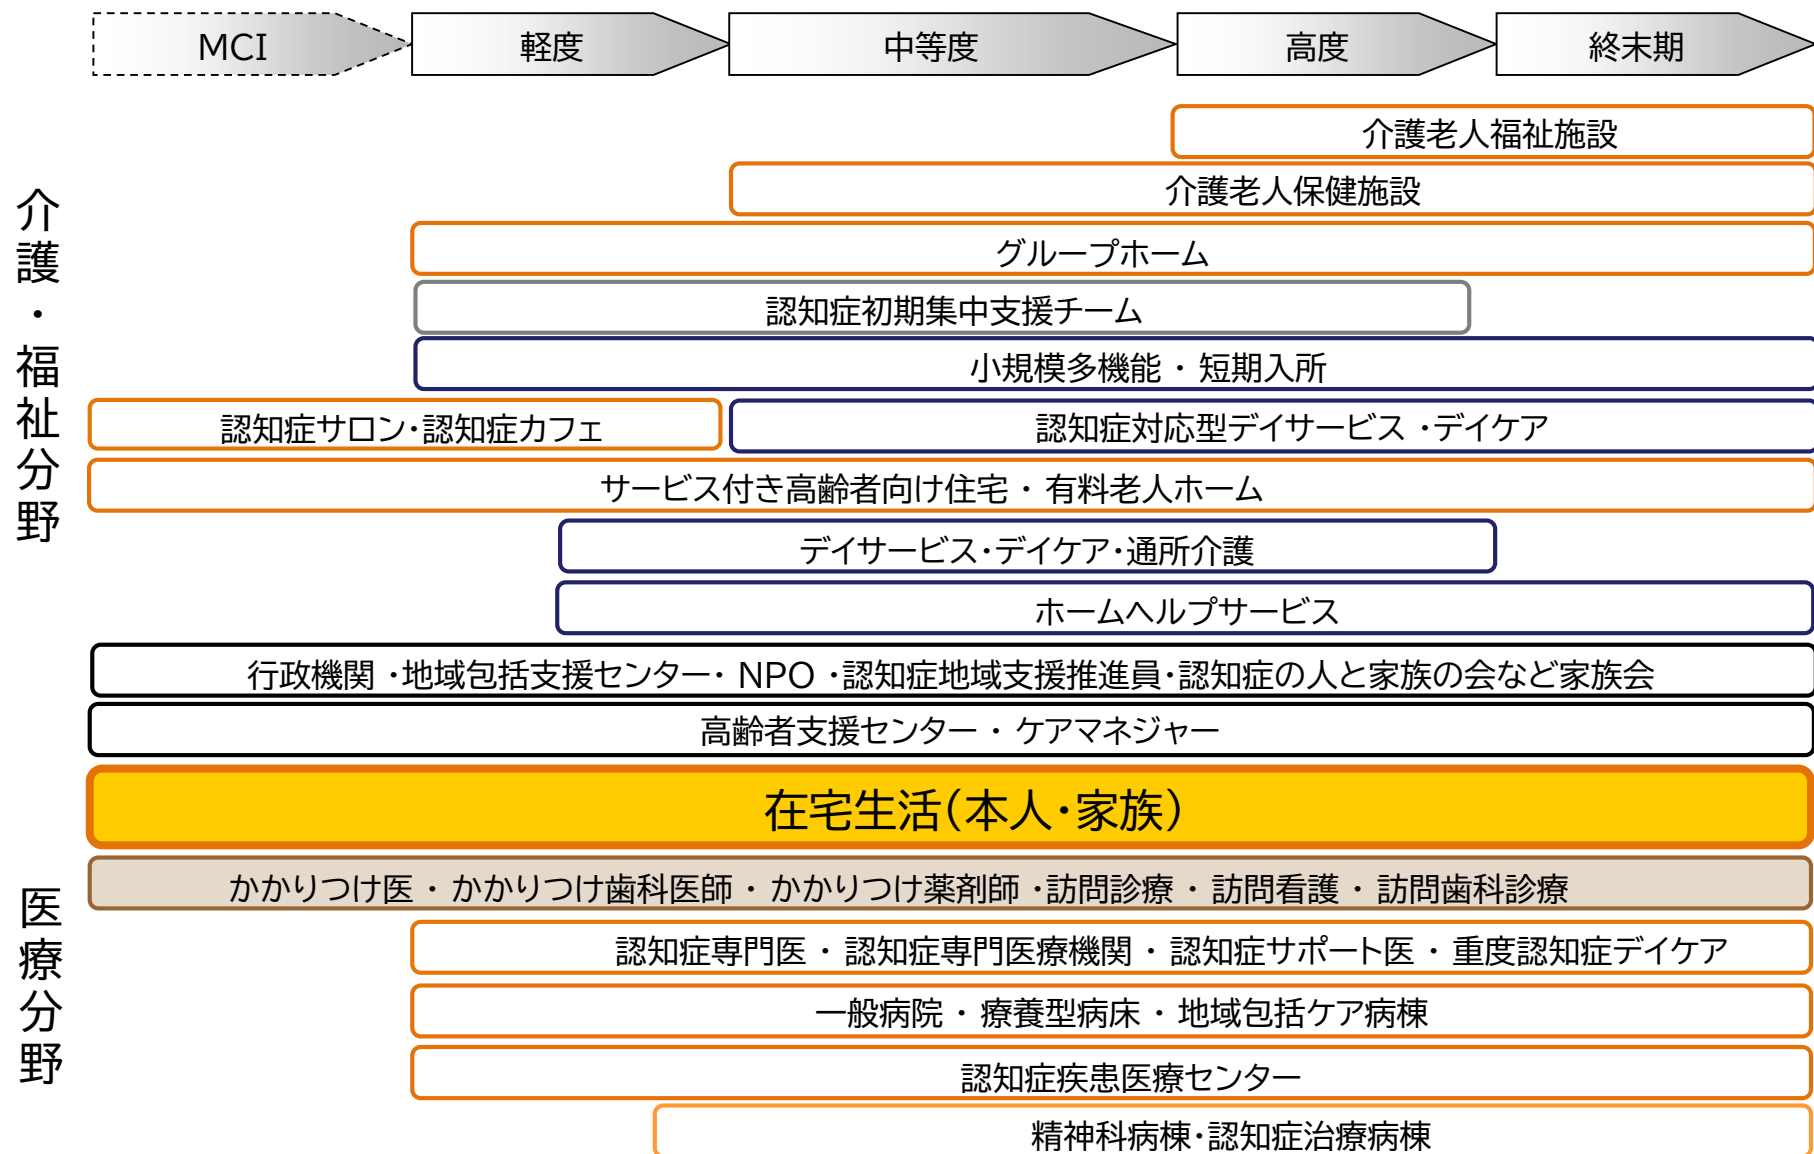 MCI
軽度
中等度
高度
終末期
介護・福祉分野
介護老人福祉施設
介護老人保健施設
グループホーム
認知症初期集中支援チーム
小規模多機能 ・ 短期入所
認知症サロン・認知症カフェ
認知症対応型デイサービス ・デイケア
サービス付き高齢者向け住宅 ・ 有料老人ホーム
デイサービス・デイケア・通所介護
ホームヘルプサービス
行政機関 ・地域包括支援センター・ NPO ・認知症地域支援推進員・認知症の人と家族の会など家族会
高齢者支援センター ・ ケアマネジャー
在宅生活(本人・家族)
医療分野
かかりつけ医 ・ かかりつけ歯科医師 ・ かかりつけ薬剤師 ・訪問診療 ・ 訪問看護 ・ 訪問歯科診療
認知症専門医 ・ 認知症専門医療機関 ・ 認知症サポート医 ・ 重度認知症デイケア
一般病院 ・ 療養型病床 ・ 地域包括ケア病棟
認知症疾患医療センター
精神科病棟・認知症治療病棟